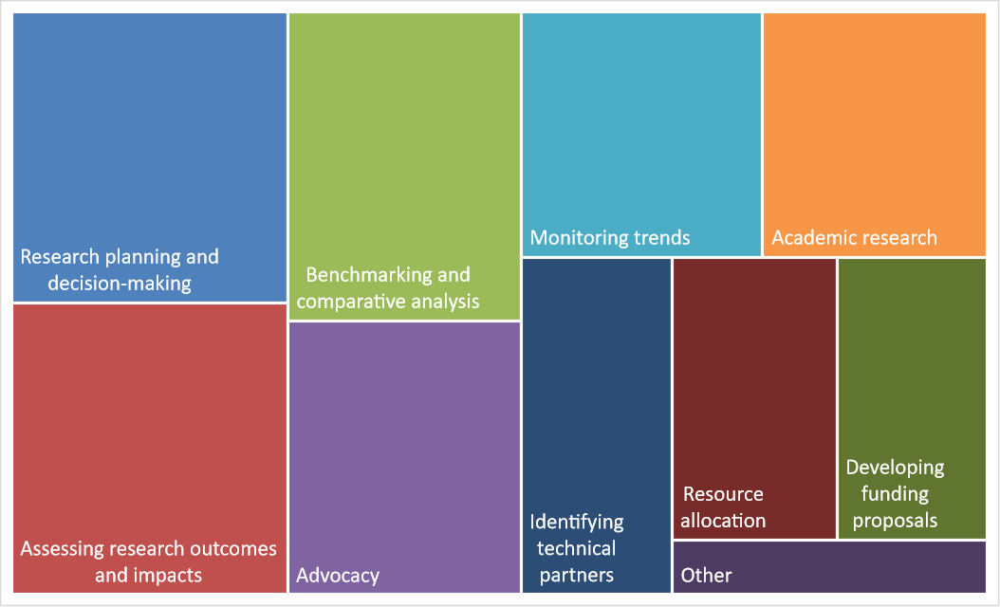 Research planning and
decision-making
Assessing research outcomes
and impacts
Benchmarking and
comparative analysis
Advocacy
Monitoring trends
Academic research
Identifying
technical
partners
Resource
allocation
Developing
funding
proposals
Other